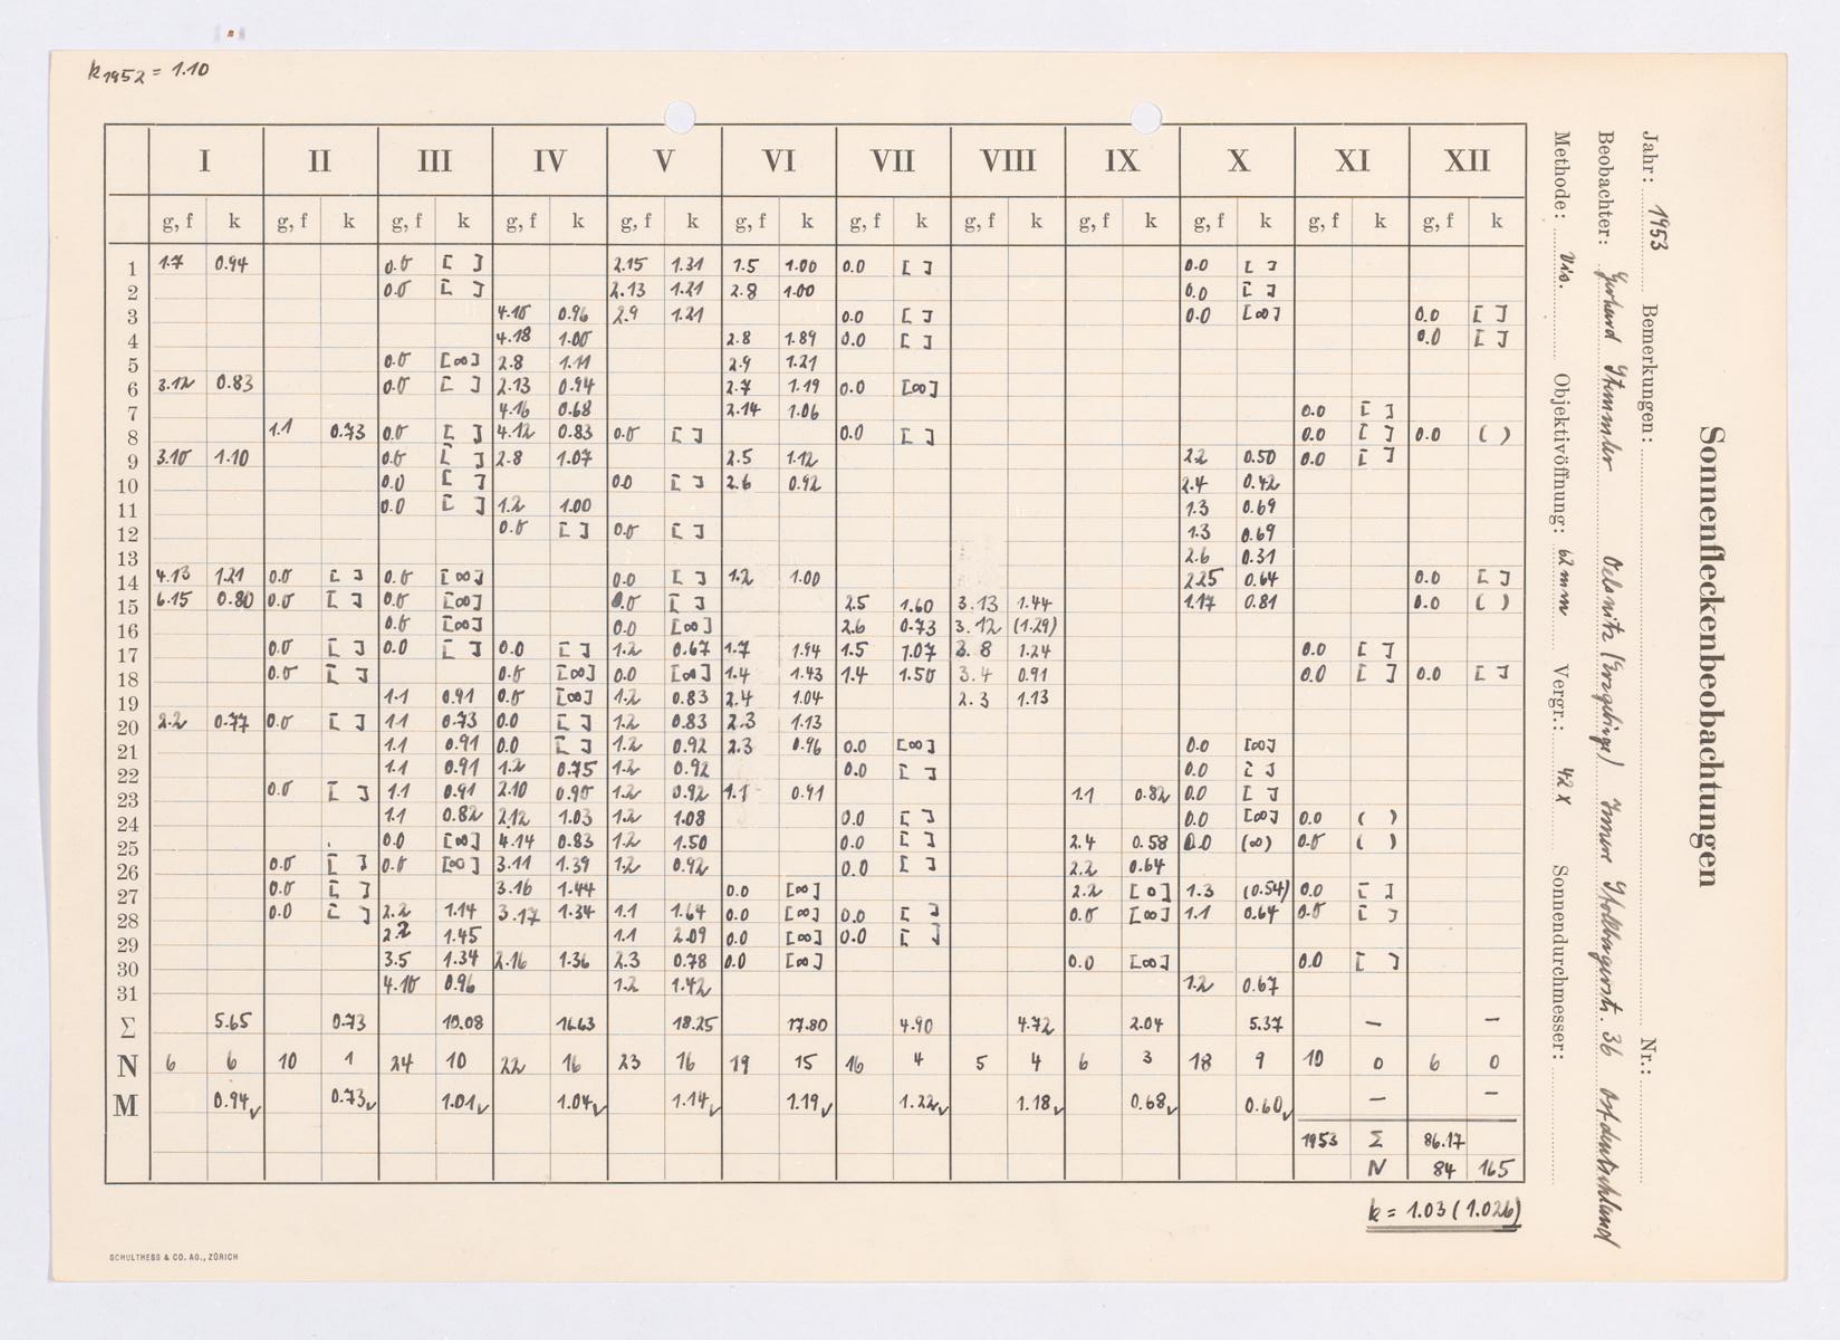 k1952 = 1.10
I II III IV V VI VII VIII IX X XI XII
g, f k g, f k g, f k g, f k g, f k g, f k g, f k g, f k g, f k g, f k g, f k g, f k
1 1.7 0.94 0.0 [ ] 2.15 1.31 1.5 1.00 0.0 [ ] 0.0 [ ]
2 0.0 [ ] 2.13 1.21 2.8 1.00 0.0 [ ]
3 4.10 0.96 2.9 1.21 0.0 [ ] 0.0 [∞] 0.0 [ ]
4 4.18 1.00 2.8 1.89 0.0 [ ] 0.0 [ ]
5 0.0 [∞] 2.8 1.11 2.9 1.21
6 3.12 0.83 0.0 [ ] 2.13 0.94 2.7 1.19 0.0 [∞]
7 4.16 0.68 2.14 1.06 0.0 [ ]
8 1.1 0.73 0.0 [ ] 4.12 0.83 0.0 [ ] 0.0 [ ] 0.0 [ ] 0.0 ( )
9 3.10 1.10 0.0 [ ] 2.8 1.07 2.5 1.12 2.2 0.50 0.0 [ ]
10 0.0 [ ] 0.0 [ ] 2.6 0.92 2.4 0.42
11 0.0 [ ] 1.2 1.00 1.3 0.69
12 0.0 [ ] 0.0 [ ] 1.3 0.69
13 2.6 0.31
14 4.13 1.21 0.0 [ ] 0.0 [∞] 0.0 [ ] 1.2 1.00 2.25 0.64 0.0 [ ]
15 6.15 0.80 0.0 [ ] 0.0 [∞] 0.0 [ ] 2.5 1.60 3.13 1.44 1.17 0.81 0.0 ( )
16 0.0 [∞] 0.0 [∞] 2.6 0.73 3.12 (1.29)
17 0.0 [ ] 0.0 [ ] 0.0 [ ] 1.2 0.67 1.7 1.94 1.5 1.07 2.8 1.24 0.0 [ ]
18 0.0 [ ] 0.0 [∞] 0.0 [∞] 1.4 1.43 1.4 1.50 3.4 0.91 0.0 [ ] 0.0 [ ]
19 1.1 0.91 0.0 [∞] 1.2 0.83 2.4 1.04 2.3 1.13
20 2.2 0.77 0.0 [ ] 1.1 0.73 0.0 [ ] 1.2 0.83 2.3 1.13
21 1.1 0.91 0.0 [ ] 1.2 0.92 2.3 0.96 0.0 [∞] 0.0 [∞]
22 1.1 0.91 1.2 0.75 1.2 0.92 0.0 [ ] 0.0 [ ]
23 0.0 [ ] 1.1 0.91 2.10 0.90 1.2 0.92 1.1 0.91 1.1 0.82 0.0 [ ]
24 1.1 0.82 2.12 1.03 1.2 1.08 0.0 [ ] 0.0 [∞] 0.0 ( )
25 0.0 [∞] 4.14 0.83 1.2 1.50 0.0 [ ] 2.4 0.58 0.0 (∞) 0.0 ( )
26 0.0 [ ] 0.0 [∞] 3.11 1.39 1.2 0.92 0.0 [ ] 2.2 0.64
27 0.0 [ ] 3.16 1.44 0.0 [∞] 2.2 [0] 1.3 (0.54) 0.0 [ ]
28 0.0 [ ] 2.2 1.14 3.17 1.34 1.1 1.64 0.0 [∞] 0.0 [ ] 0.0 [∞] 1.1 0.64 0.0 [ ]
29 2.2 1.45 1.1 2.09 0.0 [∞] 0.0 [ ]
30 3.5 1.34 2.16 1.36 2.3 0.78 0.0 [∞] 0.0 [∞] 0.0 [ ]
31 4.10 0.96 1.2 1.42 1.2 0.67
Σ 5.65 0.73 10.08 16.63 18.25 17.80 4.90 4.72 2.04 5.37 – –
N 6 6 10 1 24 10 22 16 23 16 19 15 16 4 5 4 6 3 18 9 10 0 6 0
M 0.94✓ 0.73✓ 1.01✓ 1.04✓ 1.14✓ 1.19✓ 1.22✓ 1.18✓ 0.68✓ 0.60✓ – –
1953 Σ 86.17
N 84 165
k = 1.03 (1.026)
SCHULTHESS & CO. AG., ZÜRICH
Sonnenfleckenbeobachtungen
Jahr: 1953 Bemerkungen: Nr.:
Beobachter: Gerhard Oelsnitz (Erzgebirge) Innere Stollbergerstr. 36 Ostdeutschland
Methode: vis. Objektivöffnung: 62 mm Vergr.: 42 x Sonnendurchmesser: